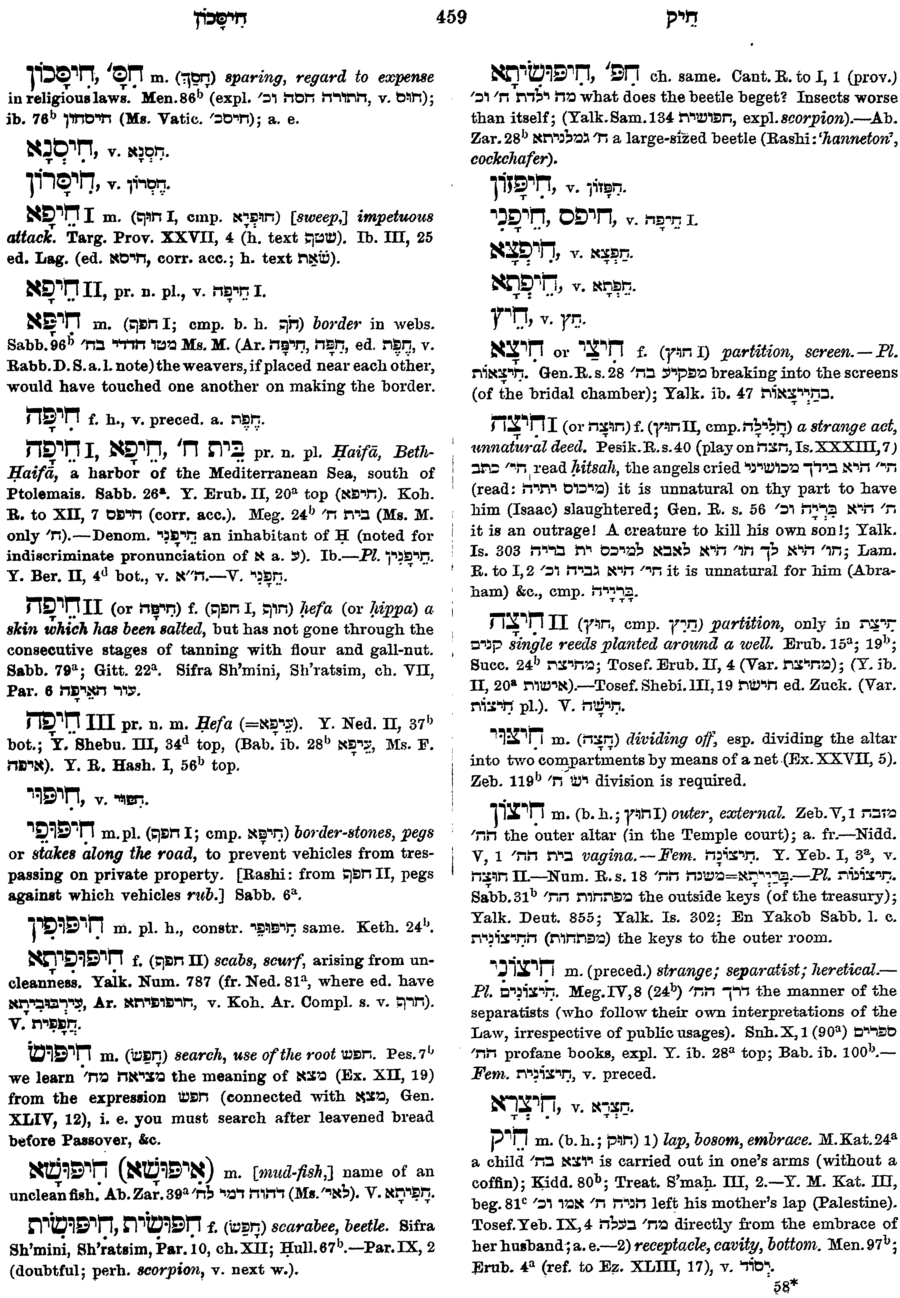 חִיסָּכוֹן
459
חֵיק
חִיסָּכוֹן, חִסָּ' m. (חָסַךְ) sparing, regard to expense
in religious laws. Men. 86ᵇ (expl. התורה חסה וכ', v. חוּס);
ib. 76ᵇ חיסחון (Ms. Vatic. חיסכ'); a. e.
חִיסְנָא, v. חִסְנָא.
חִיסָּרוֹן, v. חֶסְרוֹן.
חֵיפָא I m. (חוּף I, cmp. חוּפְיָא) [sweep,] impetuous
attack. Targ. Prov. XXVII, 4 (h. text שטף). Ib. III, 25
ed. Lag. (ed. חיסא, corr. acc.; h. text שֹׁאַת).
חֵיפָא II, pr. n. pl., v. חֵיפָה I.
חִיפָּא m. (חפף I; cmp. b. h. חֹף) border in webs.
Sabb. 96ᵇ מטו חדדי בח' Ms. M. (Ar. חִיפָּה, חִפָּה, ed. חֵפֶת, v.
Rabb. D. S. a. l. note) the weavers, if placed near each other,
would have touched one another on making the border.
חִיפָּה f. h., v. preced. a. חֵפֶת.
חֵיפָה I, חֵיפָא, בֵּית ח' pr. n. pl. Ḥaifā, Beth-
Ḥaifā, a harbor of the Mediterranean Sea, south of
Ptolemais. Sabb. 26ᵃ. Y. Erub. II, 20ᵃ top (חיפא). Koh.
R. to XII, 7 חיפס (corr. acc.). Meg. 24ᵇ בית ח' (Ms. M.
only ח').—Denom. חֵיפָנִי an inhabitant of Ḥ (noted for
indiscriminate pronunciation of א a. ע). Ib.—Pl. חֵיפָנִין.
Y. Ber. II, 4ᵈ bot., v. ח"א.—V. חֵפָנִי.
חֵיפָה II (or חִיפָּה) f. (חפף I, חוף) ḥefa (or ḥippa) a
skin which has been salted, but has not gone through the
consecutive stages of tanning with flour and gall-nut.
Sabb. 79ᵃ; Gitt. 22ᵃ. Sifra Sh'mini, Sh'ratsim, ch. VII,
Par. 6 עור האֵיפָה.
חֵיפָה III pr. n. m. Ḥefa (=עֵיפָא). Y. Ned. II, 37ᵇ
bot.; Y. Shebu. III, 34ᵈ top, (Bab. ib. 28ᵇ עֵיפָא, Ms. F.
איפה). Y. R. Hash. I, 56ᵇ top.
חִיפּוּי, v. חִפּוּי.
חִיפּוּפֵי m. pl. (חפף I; cmp. חִיפָּא) border-stones, pegs
or stakes along the road, to prevent vehicles from tres-
passing on private property. [Rashi: from חפף II, pegs
against which vehicles rub.] Sabb. 6ᵃ.
חִיפּוּפִין m. pl. h., constr. חִיפּוּפֵי same. Keth. 24ᵇ.
חִיפּוּפִיתָא f. (חפף II) scabs, scurf, arising from un-
cleanness. Yalk. Num. 787 (fr. Ned. 81ᵃ, where ed. have
עִירְבּוּבִיתָא, Ar. חרפופיתא, v. Koh. Ar. Compl. s. v. חרף).
V. חֲפָפִית.
חִיפּוּשׂ m. (חָפַשׂ) search, use of the root חפש. Pes. 7ᵇ
we learn מציאה מח' the meaning of מצא (Ex. XII, 19)
from the expression חפש (connected with מצא, Gen.
XLIV, 12), i. e. you must search after leavened bread
before Passover, &c.
חִיפּוּשָׁא (אִיפּוּשָׁא) m. [mud-fish,] name of an
unclean fish. Ab. Zar. 39ᵃ דהוה דמי לח' (Ms. לאי'). V. חֲפִיתָא.
חִיפּוּשִׂית, חִפּוּשִׂית f. (חָפַשׂ) scarabee, beetle. Sifra
Sh'mini, Sh'ratsim, Par. 10, ch. XII; Ḥull. 67ᵇ.—Par. IX, 2
(doubtful; perh. scorpion, v. next w.).
חִיפּוּשִׂיתָא, חִפּ' ch. same. Cant. R. to I, 1 (prov.)
מה ילדת ח' וכ' what does the beetle beget? Insects worse
than itself; (Yalk. Sam. 134 חפושית, expl. scorpion).—Ab.
Zar. 28ᵇ ח' גמלניתא a large-sized beetle (Rashi: 'hanneton',
cockchafer).
חִיפָּזוֹן, v. חִפָּזוֹן.
חיפס, חֵיפָנִי, v. חֵיפָה I.
חִיפְצָא, v. חֶפְצָא.
חֵיפְתָא, v. חֵפְתָא.
חֵיץ, v. חֵץ.
חִיצָא or חִיצֵי f. (חוּץ I) partition, screen.—Pl.
חִיצָאוֹת. Gen. R. s. 28 מפקיע בח' breaking into the screens
(of the bridal chamber); Yalk. ib. 47 בחִיְיצָאוֹת.
חִיצָה I (or חוּצָה) f. (חוּץ II, cmp. חָלִילָה) a strange act,
unnatural deed. Pesik. R. s. 40 (play on חצה, Is. XXXIII, 7)
חי' כתב, read ḥitsah, the angels cried חי' היא בידך מכושיני
(read: מיכוס יתיה) it is unnatural on thy part to have
him (Isaac) slaughtered; Gen. R. s. 56 ח' היא בְּרִיָּה וכ'
it is an outrage! A creature to kill his own son!; Yalk.
Is. 303 חו' היא לך חו' היא לאבא למיכס ית בריה; Lam.
R. to I, 2 חי' היא גביה וכ' it is unnatural for him (Abra-
ham) &c., cmp. בָּרָיָיה.
חִיצָה II (חוּץ, cmp. חָיִץ) partition, only in חִיצַת
קנים single reeds planted around a well. Erub. 15ᵃ; 19ᵇ;
Succ. 24ᵇ מחיצת; Tosef. Erub. II, 4 (Var. מחיצת); (Y. ib.
II, 20ᵃ אישות).—Tosef. Shebi. III, 19 חישת ed. Zuck. (Var.
חִיצוֹת pl.). V. חִישָׁה.
חִיצּוּי m. (חָצָה) dividing off, esp. dividing the altar
into two compartments by means of a net (Ex. XXVII, 5).
Zeb. 119ᵇ יש ח' division is required.
חִיצוֹן m. (b. h.; חוּץ I) outer, external. Zeb. V, 1 מזבח
הח' the outer altar (in the Temple court); a. fr.—Nidd.
V, 1 בית הח' vagina.—Fem. חִיצוֹנָה. Y. Yeb. I, 3ᵃ, v.
חוּצָה II.—Num. R. s. 18 בָּרַיְיתָא=משנה הח'.—Pl. חִיצוֹנוֹת.
Sabb. 31ᵇ מפתחות הח' the outside keys (of the treasury);
Yalk. Deut. 855; Yalk. Is. 302; En Yakob Sabb. l. c.
החִיצוֹנִית (מפתחות) the keys to the outer room.
חִיצוֹנִי m. (preced.) strange; separatist; heretical.—
Pl. חִיצוֹנִים. Meg. IV, 8 (24ᵇ) דרך הח' the manner of the
separatists (who follow their own interpretations of the
Law, irrespective of public usages). Snh. X, 1 (90ᵃ) ספרים
הח' profane books, expl. Y. ib. 28ᵃ top; Bab. ib. 100ᵇ.—
Fem. חִיצוֹנִית, v. preced.
חִיצְרָא, v. חִצְרָא.
חֵיק m. (b. h.; חוּק) 1) lap, bosom, embrace. M. Kat. 24ᵃ
a child יוצא בח' is carried out in one's arms (without a
coffin); Kidd. 80ᵇ; Treat. S'maḥ. III, 2.—Y. M. Kat. III,
beg. 81ᶜ הניח ח' אמו וכ' left his mother's lap (Palestine).
Tosef. Yeb. IX, 4 מח' בעלה directly from the embrace of
her husband; a. e.—2) receptacle, cavity, bottom. Men. 97ᵇ;
Erub. 4ᵃ (ref. to Ez. XLIII, 17), v. יְסוֹד.
58*